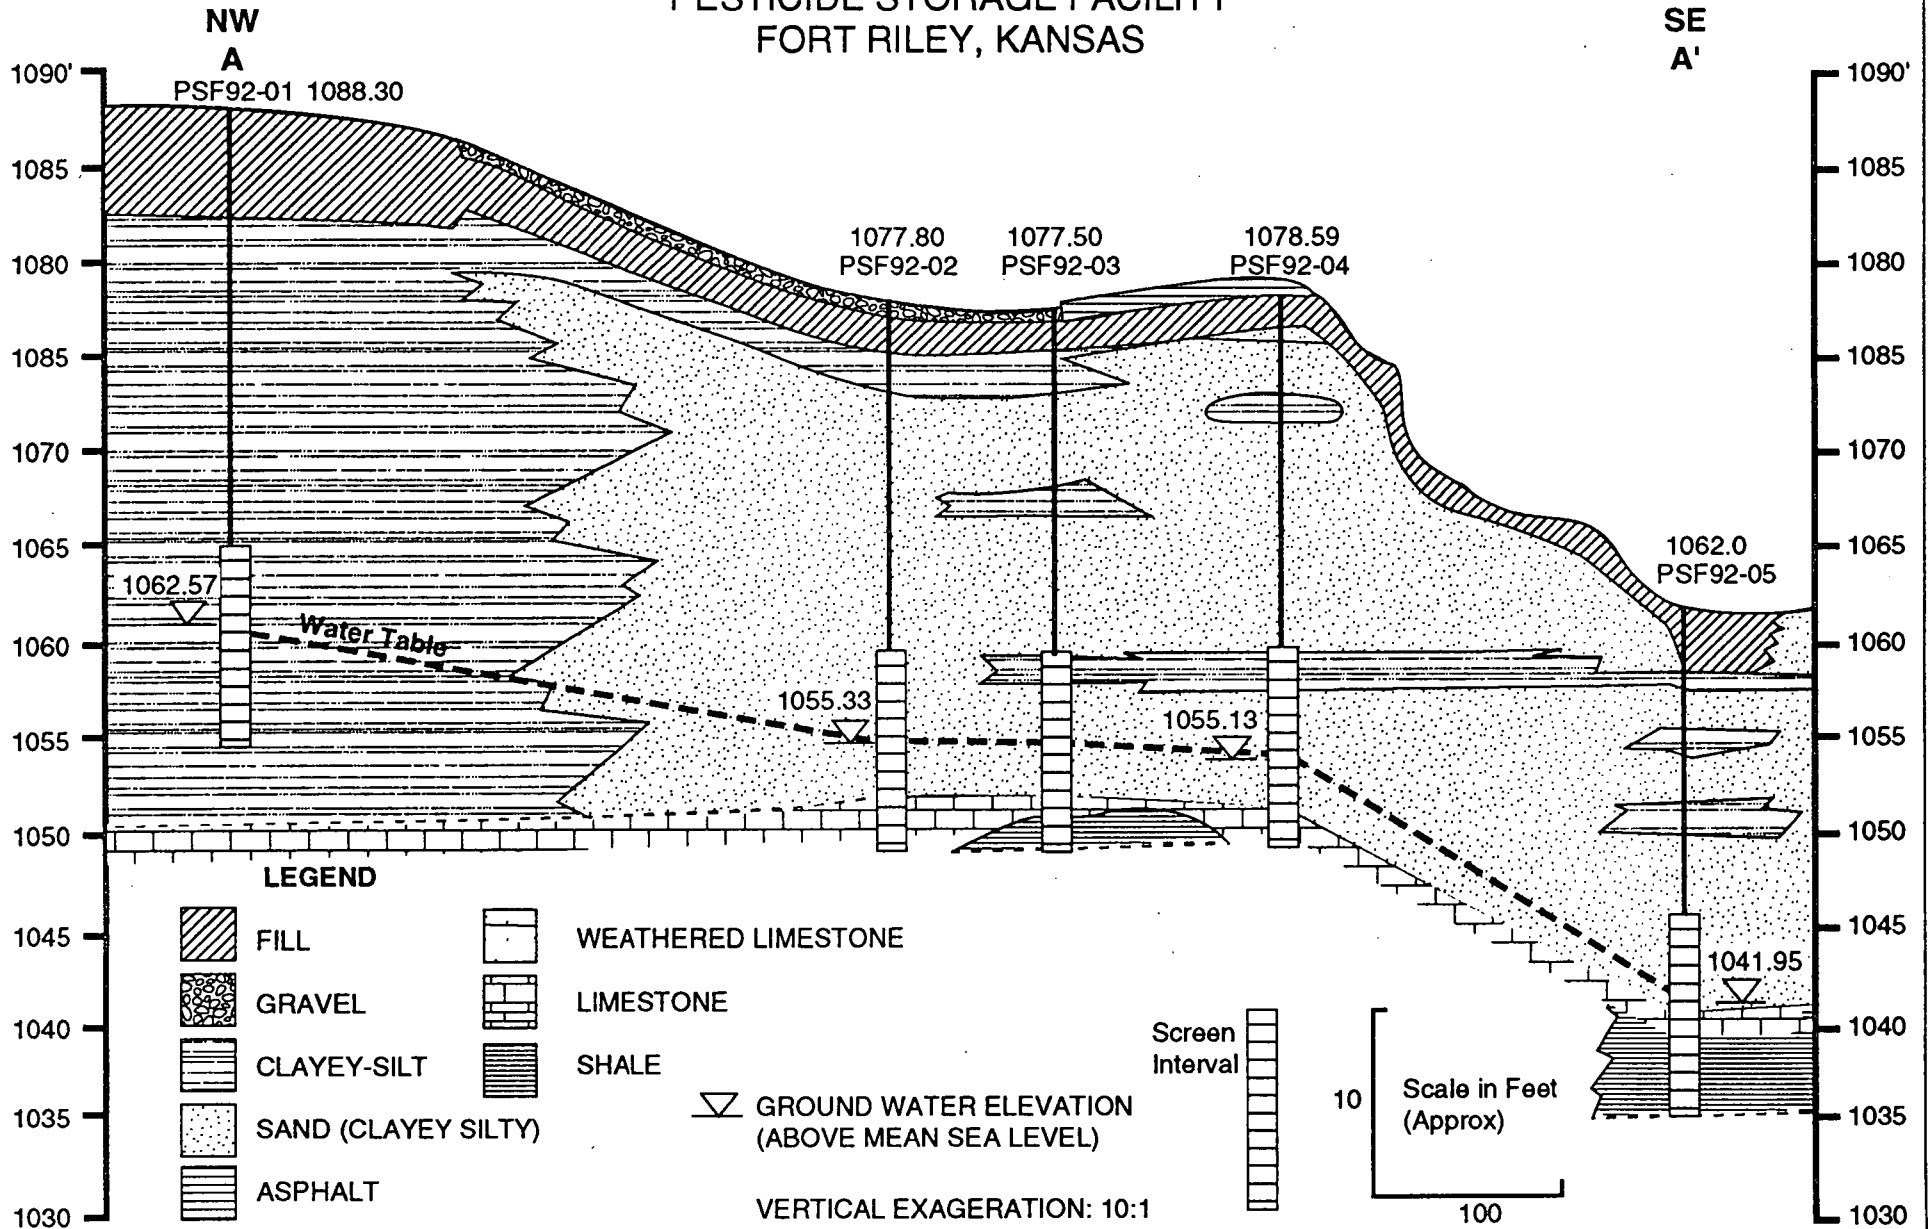 PESTICIDE STORAGE FACILITY
FORT RILEY, KANSAS
NW
A
SE
A'
PSF92-01 1088.30
1090'
1085
1080
1085
1070
1065
1060
1055
1050
1045
1040
1035
1030
1090'
1085
1080
1085
1070
1065
1060
1055
1050
1045
1040
1035
1030
1077.80
PSF92-02
1077.50
PSF92-03
1078.59
PSF92-04
1062.0
PSF92-05
1062.57
Water Table
1055.33
1055.13
1041.95
LEGEND
FILL
GRAVEL
CLAYEY-SILT
SAND (CLAYEY SILTY)
ASPHALT
WEATHERED LIMESTONE
LIMESTONE
SHALE
GROUND WATER ELEVATION
(ABOVE MEAN SEA LEVEL)
VERTICAL EXAGERATION: 10:1
Screen
Interval
10
Scale in Feet
(Approx)
100